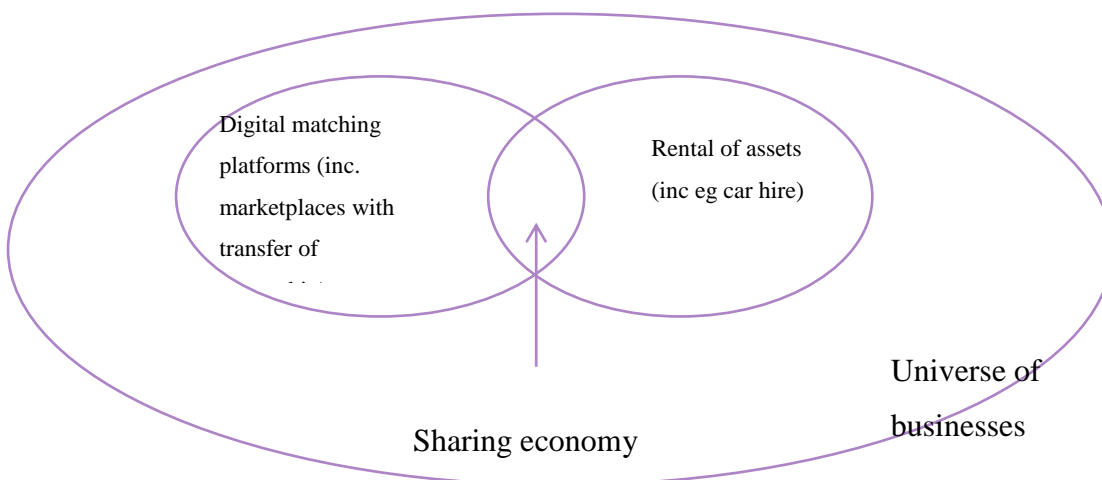 Digital matching
platforms (inc.
marketplaces with
transfer of
Rental of assets
(inc eg car hire)
Universe of
businesses
Sharing economy